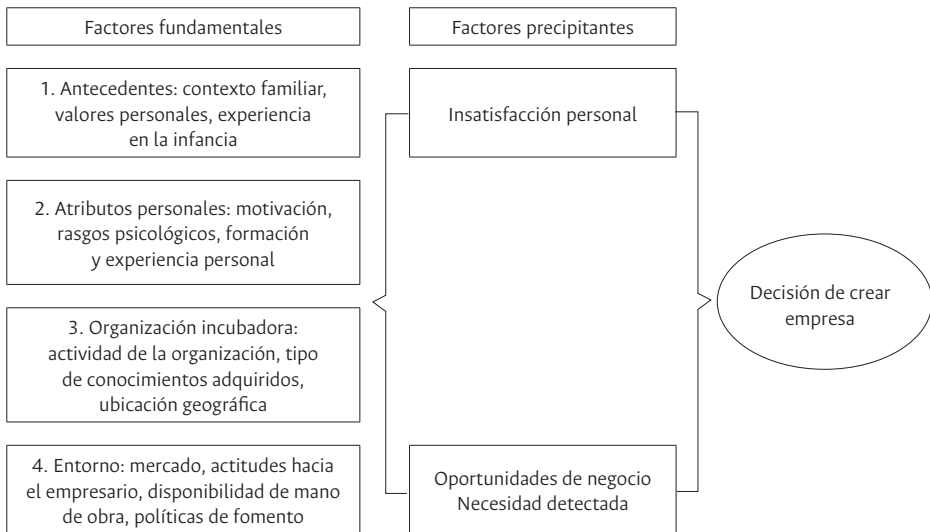 Factores fundamentales
Factores precipitantes
1. Antecedentes: contexto familiar,
valores personales, experiencia
en la infancia
Insatisfacción personal
2. Atributos personales: motivación,
rasgos psicológicos, formación
y experiencia personal
3. Organización incubadora:
actividad de la organización, tipo
de conocimientos adquiridos,
ubicación geográfica
4. Entorno: mercado, actitudes hacia
el empresario, disponibilidad de mano
de obra, políticas de fomento
Oportunidades de negocio
Necesidad detectada
Decisión de crear
empresa